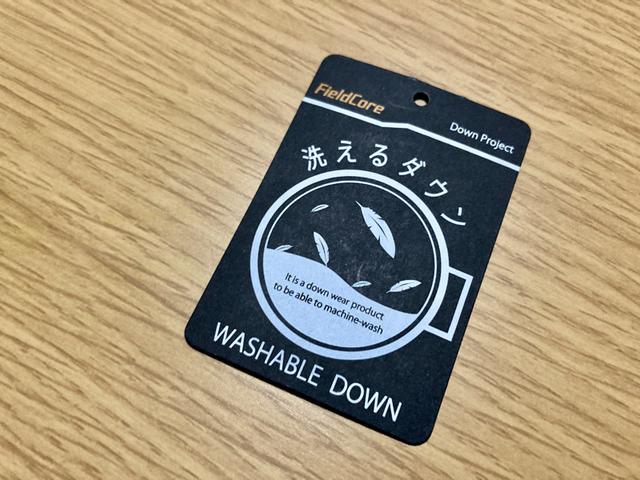 FieldCore
Down Project
洗えるダウン
It is a down wear product
to be able to machine-wash
WASHABLE DOWN